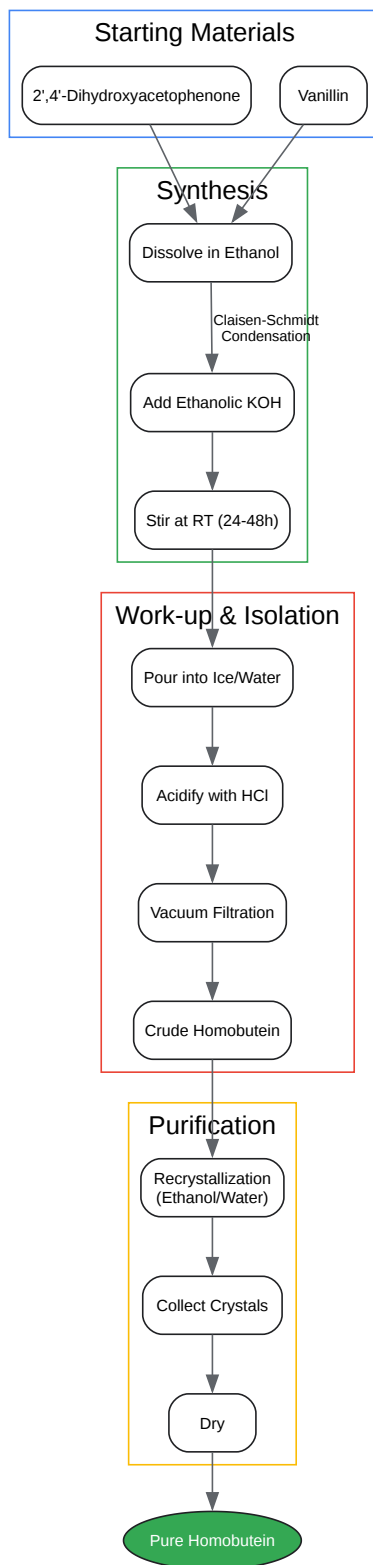 Starting Materials
2',4'-Dihydroxyacetophenone
Vanillin
Synthesis
Dissolve in Ethanol
Claisen-Schmidt
Condensation
Add Ethanolic KOH
Stir at RT (24-48h)
Work-up & Isolation
Pour into Ice/Water
Acidify with HCl
Vacuum Filtration
Crude Homobutein
Purification
Recrystallization
(Ethanol/Water)
Collect Crystals
Dry
Pure Homobutein